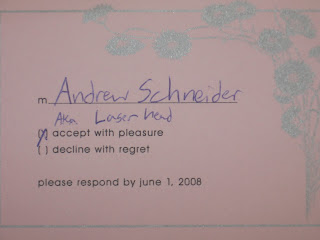 m Andrew Schneider
Aka Laser head
( ) accept with pleasure
( ) decline with regret
please respond by june 1, 2008